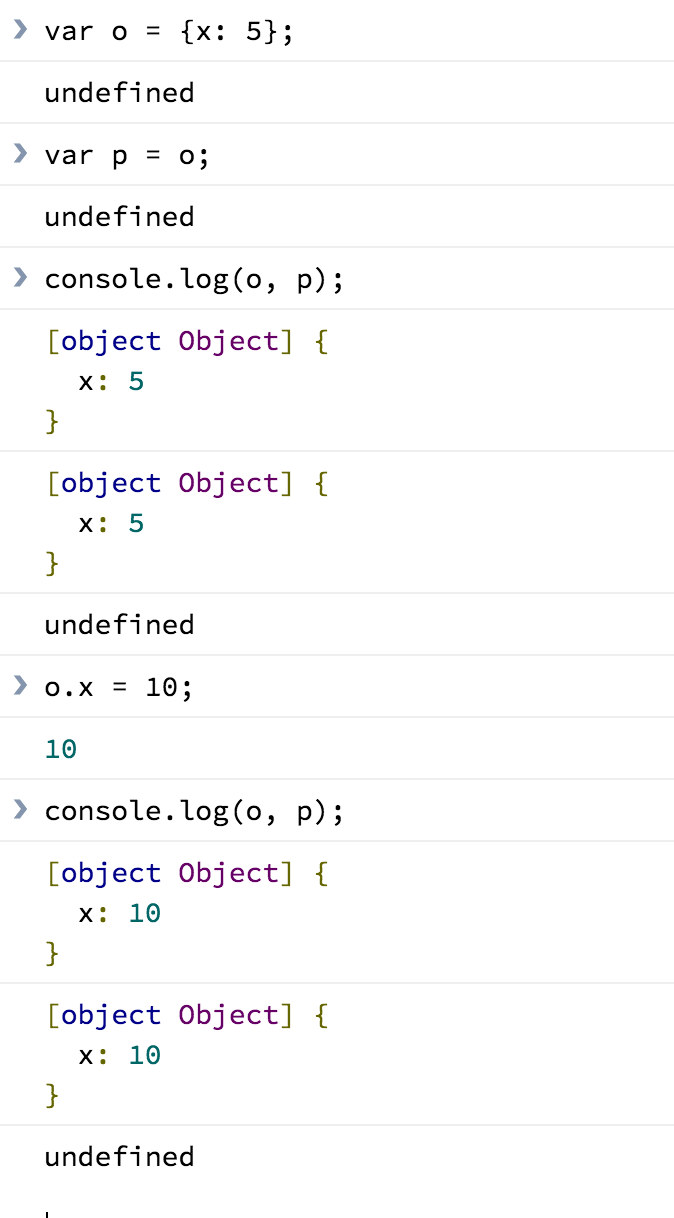 ❯ var o = {x: 5};
undefined
❯ var p = o;
undefined
❯ console.log(o, p);
[object Object] {
  x: 5
}
[object Object] {
  x: 5
}
undefined
❯ o.x = 10;
10
❯ console.log(o, p);
[object Object] {
  x: 10
}
[object Object] {
  x: 10
}
undefined